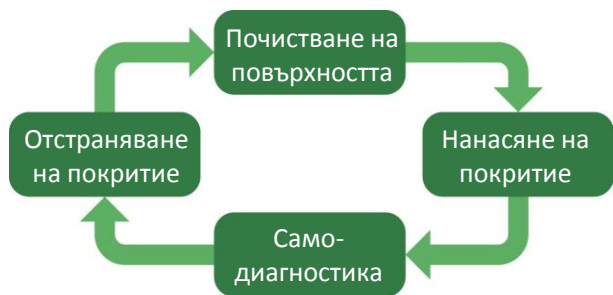 Почистване на
повърхността
Отстраняване
на покритие
Нанасяне на
покритие
Само-
диагностика